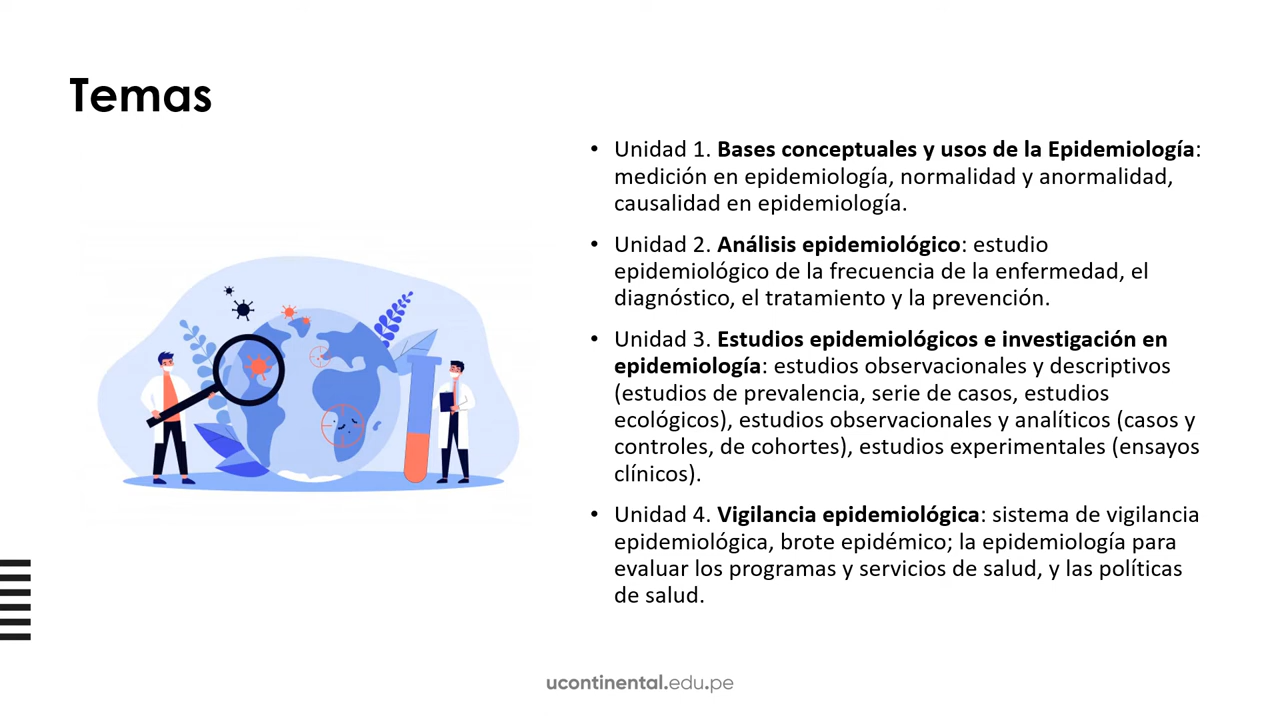 Temas
• Unidad 1. Bases conceptuales y usos de la Epidemiología:
medición en epidemiología, normalidad y anormalidad,
causalidad en epidemiología.
• Unidad 2. Análisis epidemiológico: estudio
epidemiológico de la frecuencia de la enfermedad, el
diagnóstico, el tratamiento y la prevención.
• Unidad 3. Estudios epidemiológicos e investigación en
epidemiología: estudios observacionales y descriptivos
(estudios de prevalencia, serie de casos, estudios
ecológicos), estudios observacionales y analíticos (casos y
controles, de cohortes), estudios experimentales (ensayos
clínicos).
• Unidad 4. Vigilancia epidemiológica: sistema de vigilancia
epidemiológica, brote epidémico; la epidemiología para
evaluar los programas y servicios de salud, y las políticas
de salud.
ucontinental.edu.pe